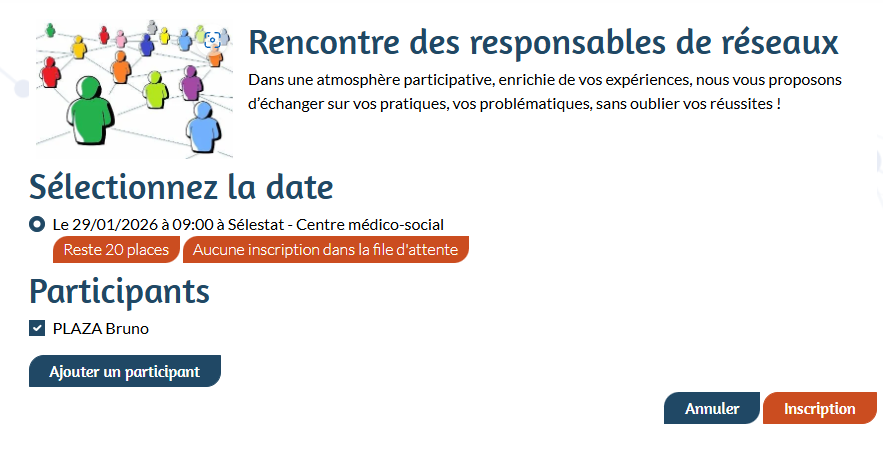 Rencontre des responsables de réseaux
Dans une atmosphère participative, enrichie de vos expériences, nous vous proposons
d’échanger sur vos pratiques, vos problématiques, sans oublier vos réussites !
Sélectionnez la date
Le 29/01/2026 à 09:00 à Sélestat - Centre médico-social
Reste 20 places Aucune inscription dans la file d'attente
Participants
PLAZA Bruno
Ajouter un participant
Annuler Inscription